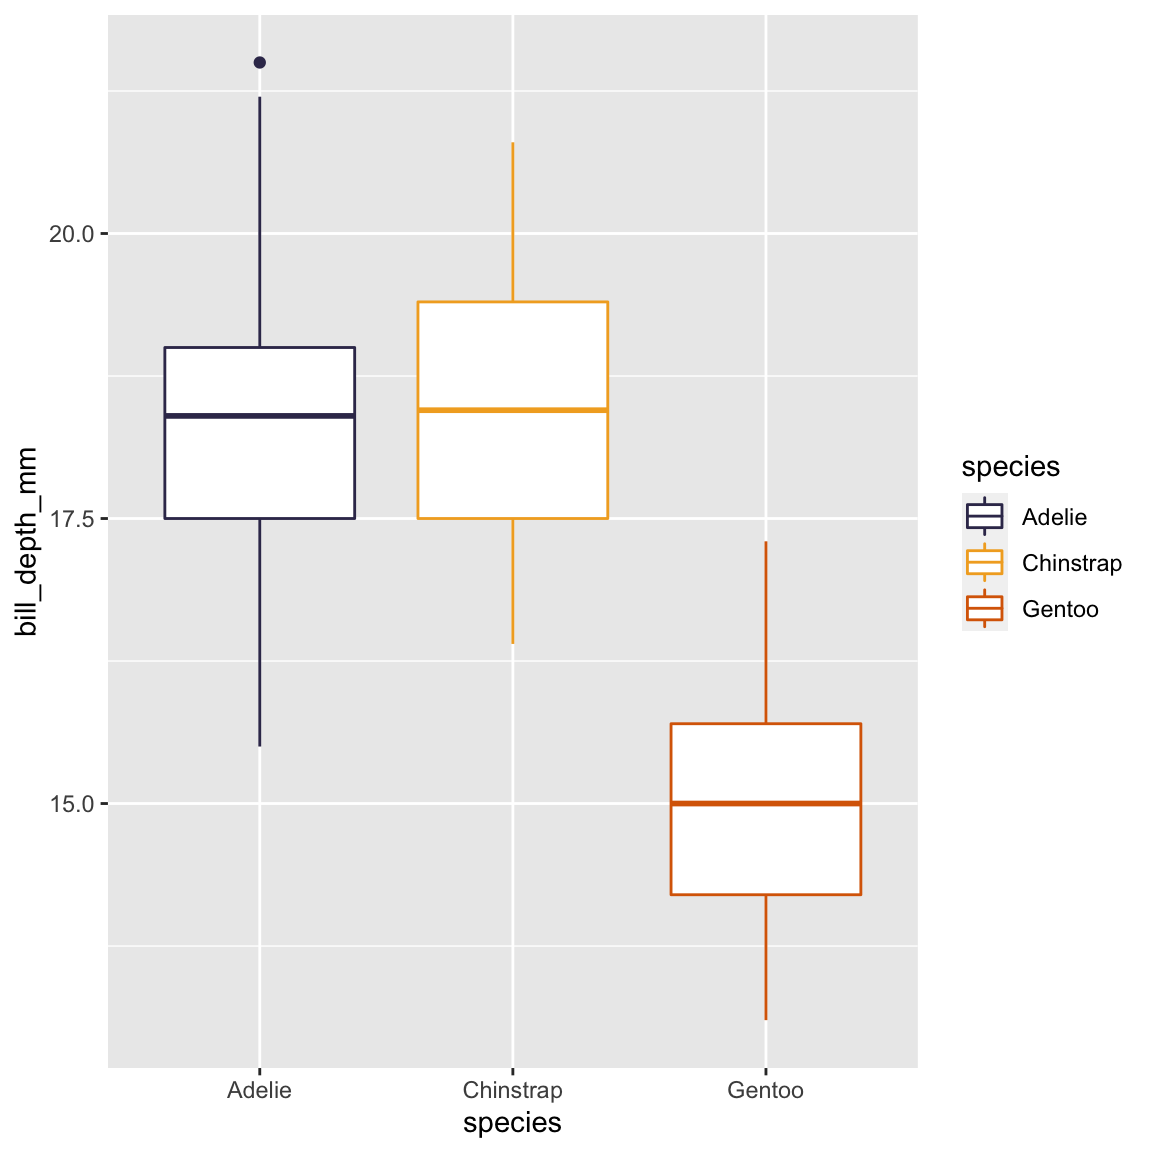 bill_depth_mm
20.0
17.5
15.0
Adelie Chinstrap Gentoo
species
species
Adelie
Chinstrap
Gentoo